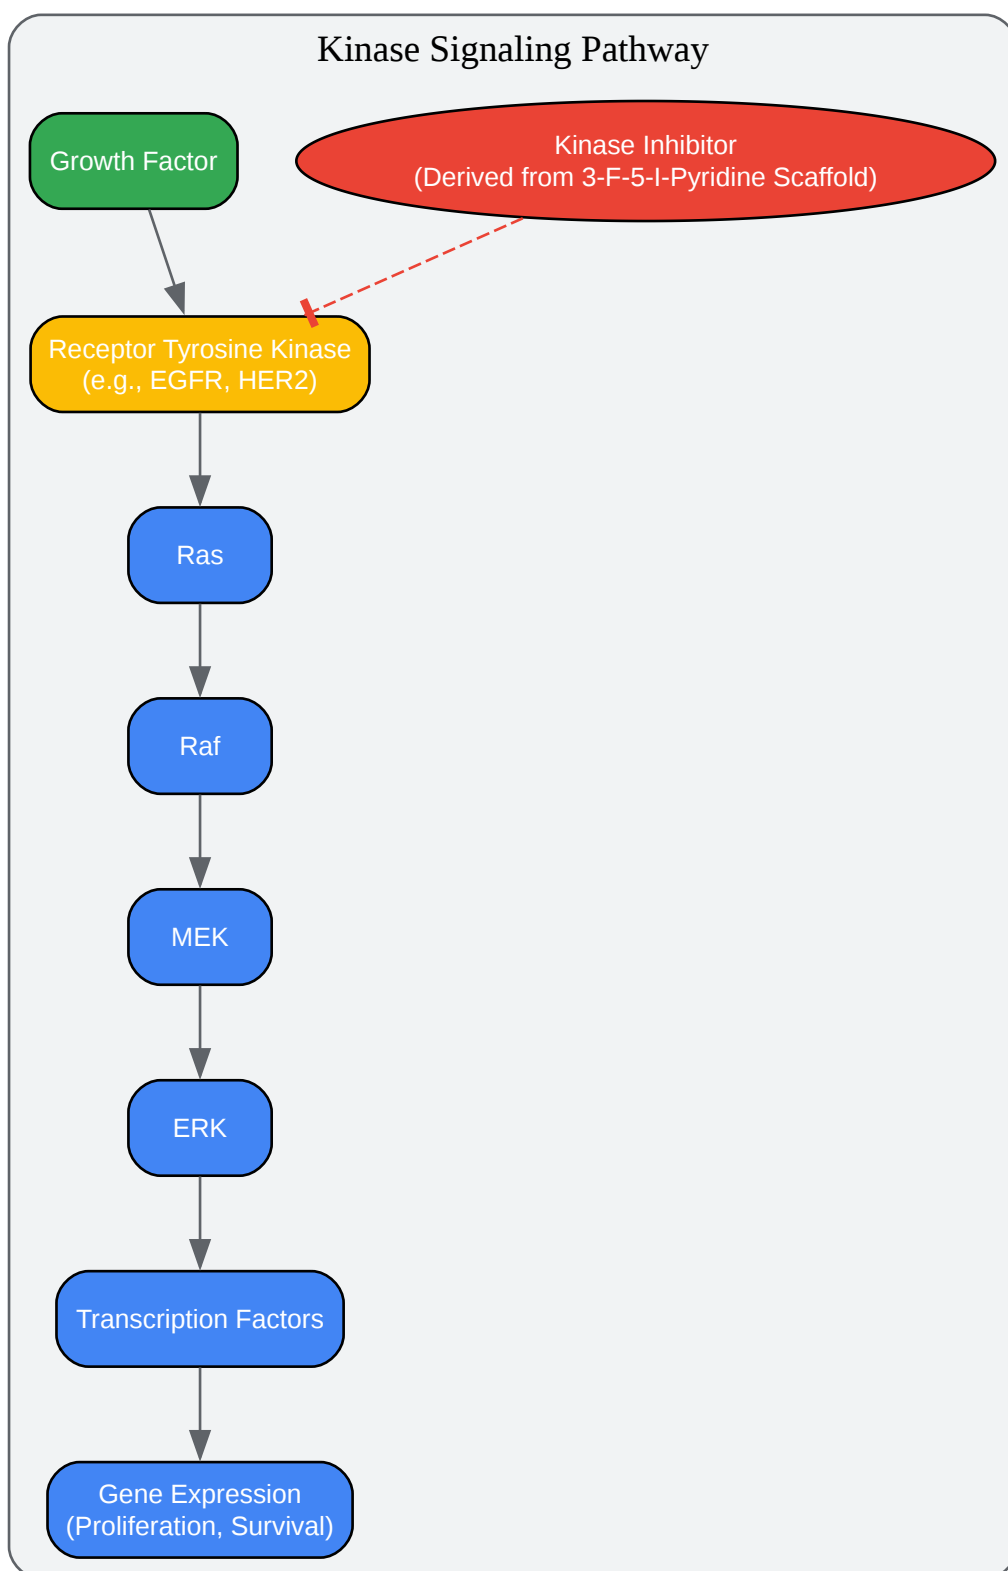 Kinase Signaling Pathway
Growth Factor
Kinase Inhibitor
(Derived from 3-F-5-I-Pyridine Scaffold)
Receptor Tyrosine Kinase
(e.g., EGFR, HER2)
Ras
Raf
MEK
ERK
Transcription Factors
Gene Expression
(Proliferation, Survival)